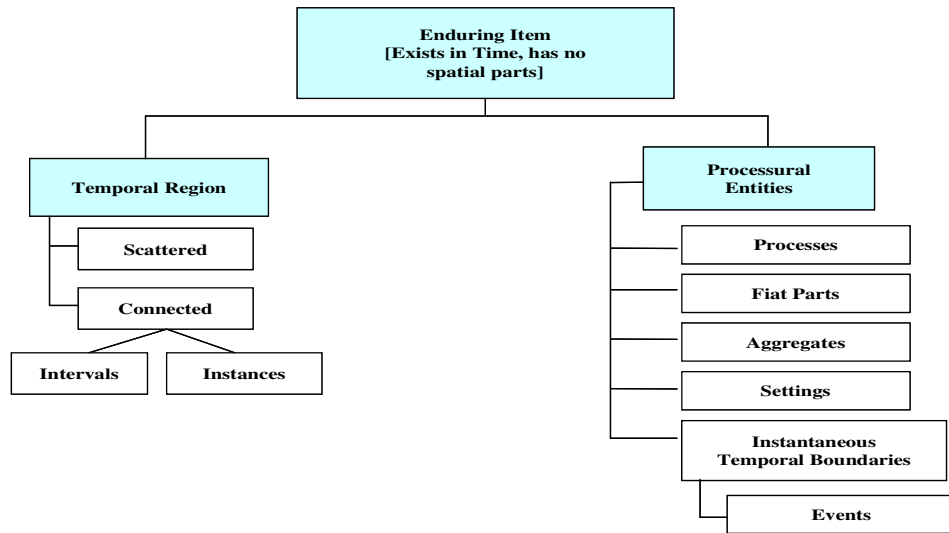 Enduring Item
[Exists in Time, has no
spatial parts]
Temporal Region
Scattered
Connected
Intervals
Instances
Processural
Entities
Processes
Fiat Parts
Aggregates
Settings
Instantaneous
Temporal Boundaries
Events